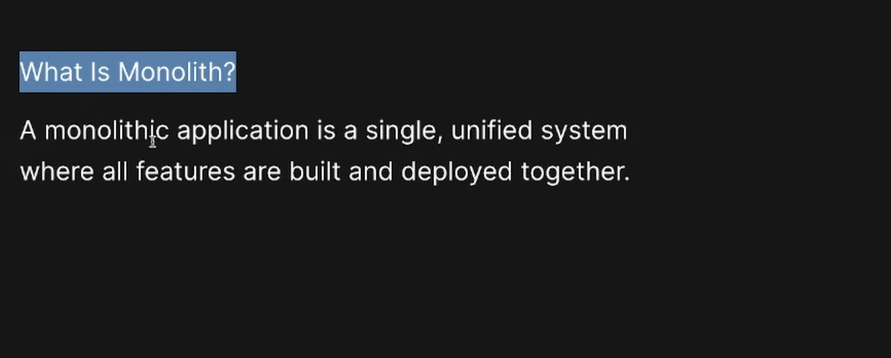 What Is Monolith?
A monolithic application is a single, unified system
where all features are built and deployed together.